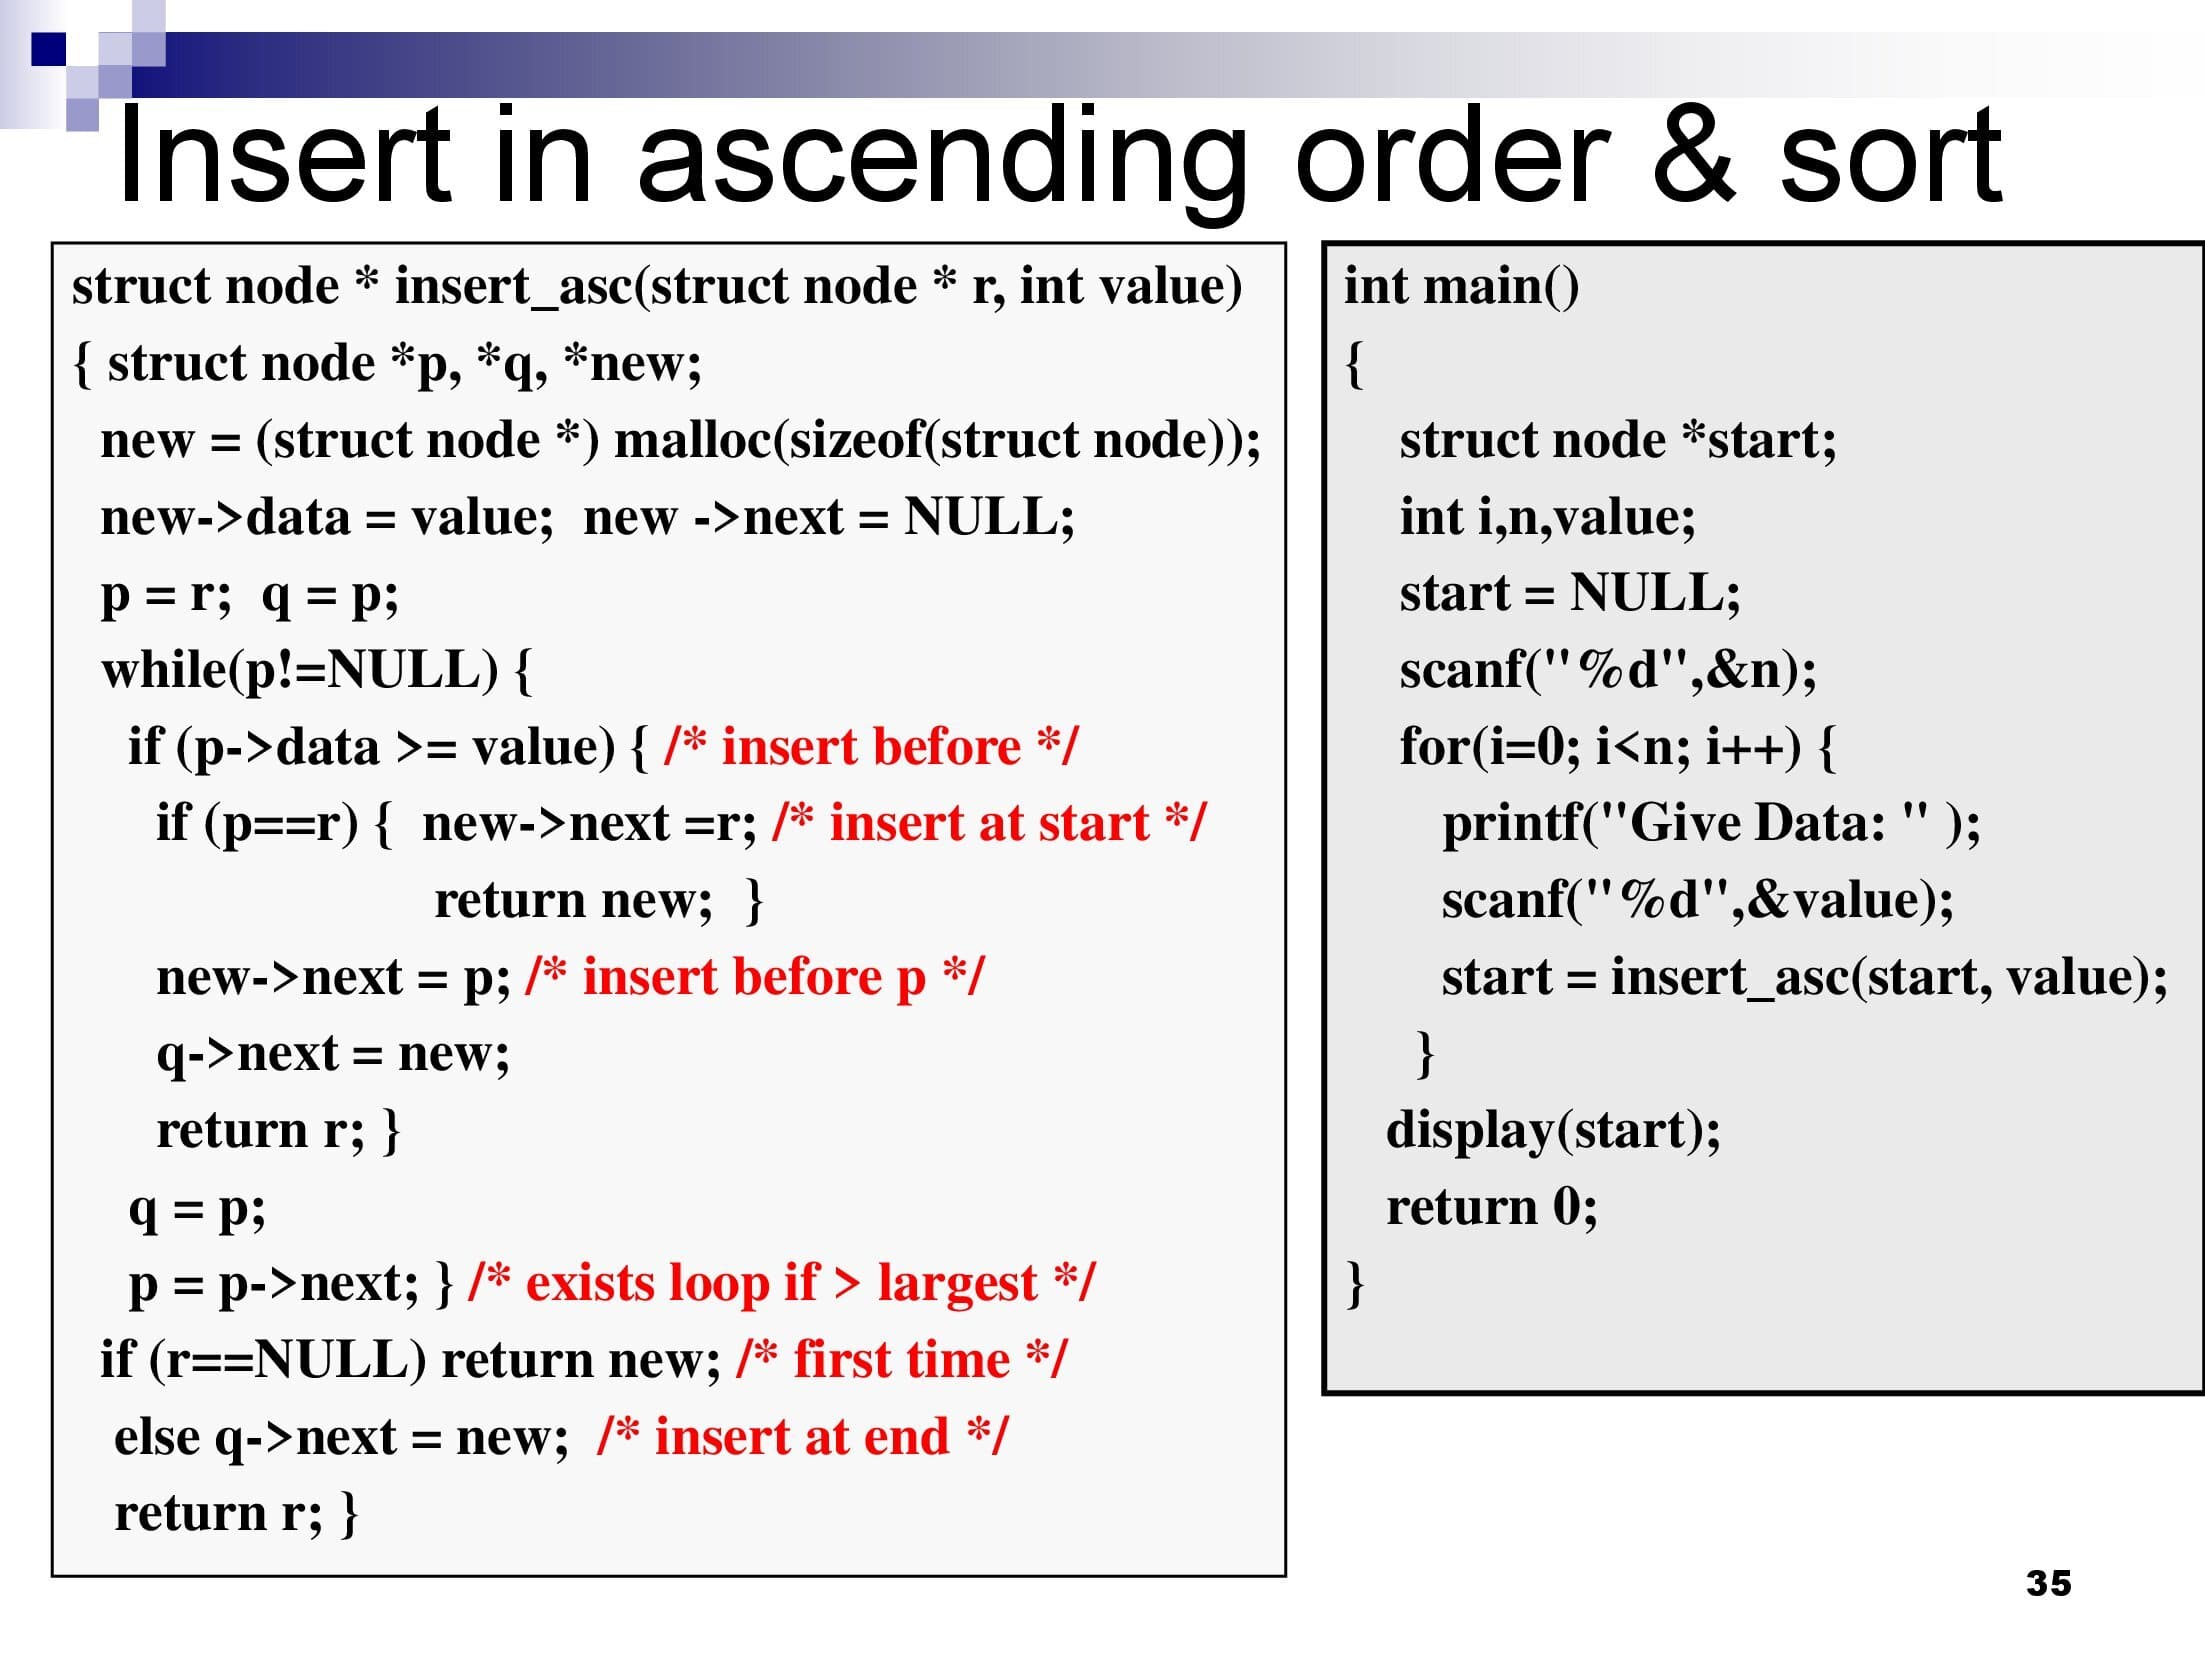 Insert in ascending order & sort
struct node * insert_asc(struct node * r, int value)
{ struct node *p, *q, *new;
new = (struct node *) malloc(sizeof(struct node));
new->data = value;  new ->next = NULL;
p = r;  q = p;
while(p!=NULL) {
if (p->data >= value) { /* insert before */
if (p==r) {  new->next =r; /* insert at start */
return new;  }
new->next = p; /* insert before p */
q->next = new;
return r; }
q = p;
p = p->next; } /* exists loop if > largest */
if (r==NULL) return new; /* first time */
else q->next = new;  /* insert at end */
return r; }
int main()
{
struct node *start;
int i,n,value;
start = NULL;
scanf("%d",&n);
for(i=0; i<n; i++) {
printf("Give Data: " );
scanf("%d",&value);
start = insert_asc(start, value);
}
display(start);
return 0;
}
35